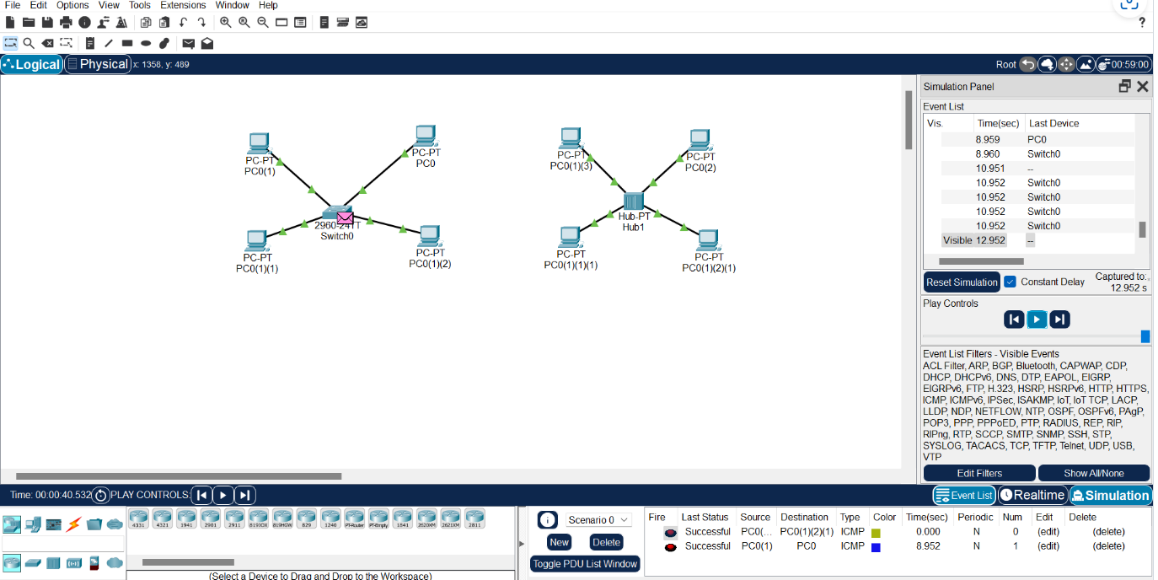 File Edit Options View Tools Extensions Window Help
?
Logical Physical x: 1358, y: 489
Root 00:59:00
Simulation Panel
Event List
Vis. Time(sec) Last Device
8.959 PC0
8.960 Switch0
10.951 --
10.952 Switch0
10.952 Switch0
10.952 Switch0
10.952 Switch0
Visible 12.952 --
Reset Simulation Constant Delay Captured to:
12.952 s
Play Controls
Event List Filters - Visible Events
ACL Filter, ARP, BGP, Bluetooth, CAPWAP, CDP,
DHCP, DHCPv6, DNS, DTP, EAPOL, EIGRP,
EIGRPv6, FTP, H.323, HSRP, HSRPv6, HTTP, HTTPS,
ICMP, ICMPv6, IPSec, ISAKMP, IoT, IoT TCP, LACP,
LLDP, NDP, NETFLOW, NTP, OSPF, OSPFv6, PAgP,
POP3, PPP, PPPoED, PTP, RADIUS, REP, RIP,
RIPng, RTP, SCCP, SMTP, SNMP, SSH, STP,
SYSLOG, TACACS, TCP, TFTP, Telnet, UDP, USB,
VTP
Edit Filters Show All/None
PC-PT
PC0(1)
PC-PT
PC0
2960-24TT
Switch0
PC-PT
PC0(1)(1)
PC-PT
PC0(1)(2)
PC-PT
PC0(1)(3)
PC-PT
PC0(2)
Hub-PT
Hub1
PC-PT
PC0(1)(1)(1)
PC-PT
PC0(1)(2)(1)
Time: 00:00:40.532 PLAY CONTROLS:
Event List Realtime Simulation
4331 4321 1941 2901 2911 819IOX 819HGW 829 1240 PT-Router PT-Empty 1841 2620XM 2621XM 2811
(Select a Device to Drag and Drop to the Workspace)
Scenario 0
New Delete
Toggle PDU List Window
Fire Last Status Source Destination Type Color Time(sec) Periodic Num Edit Delete
Successful PC0(... PC0(1)(2)(1) ICMP 0.000 N 0 (edit) (delete)
Successful PC0(1) PC0 ICMP 8.952 N 1 (edit) (delete)